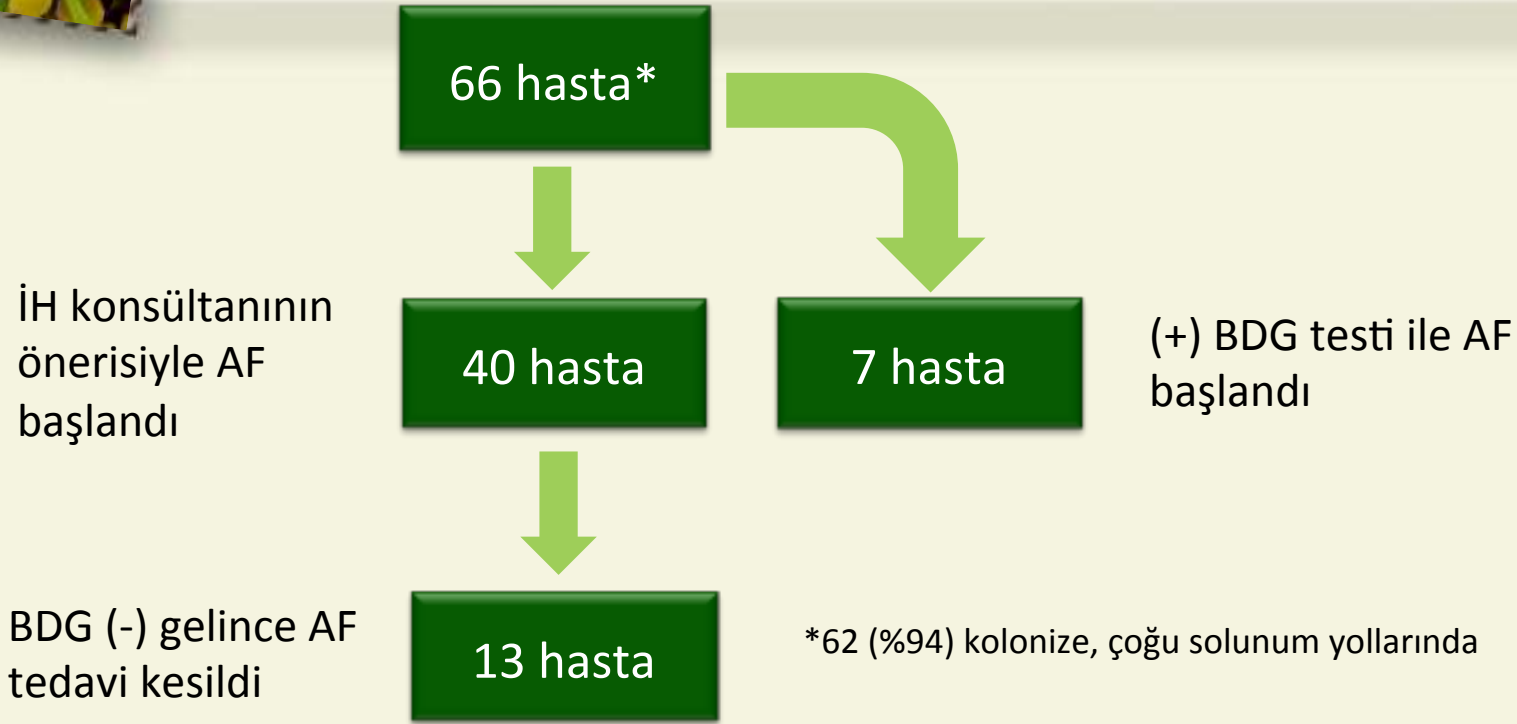 66 hasta*
İH konsültanının
önerisiyle AF
başlandı
40 hasta
7 hasta
(+) BDG testi ile AF
başlandı
BDG (-) gelince AF
tedavi kesildi
13 hasta
*62 (%94) kolonize, çoğu solunum yollarında